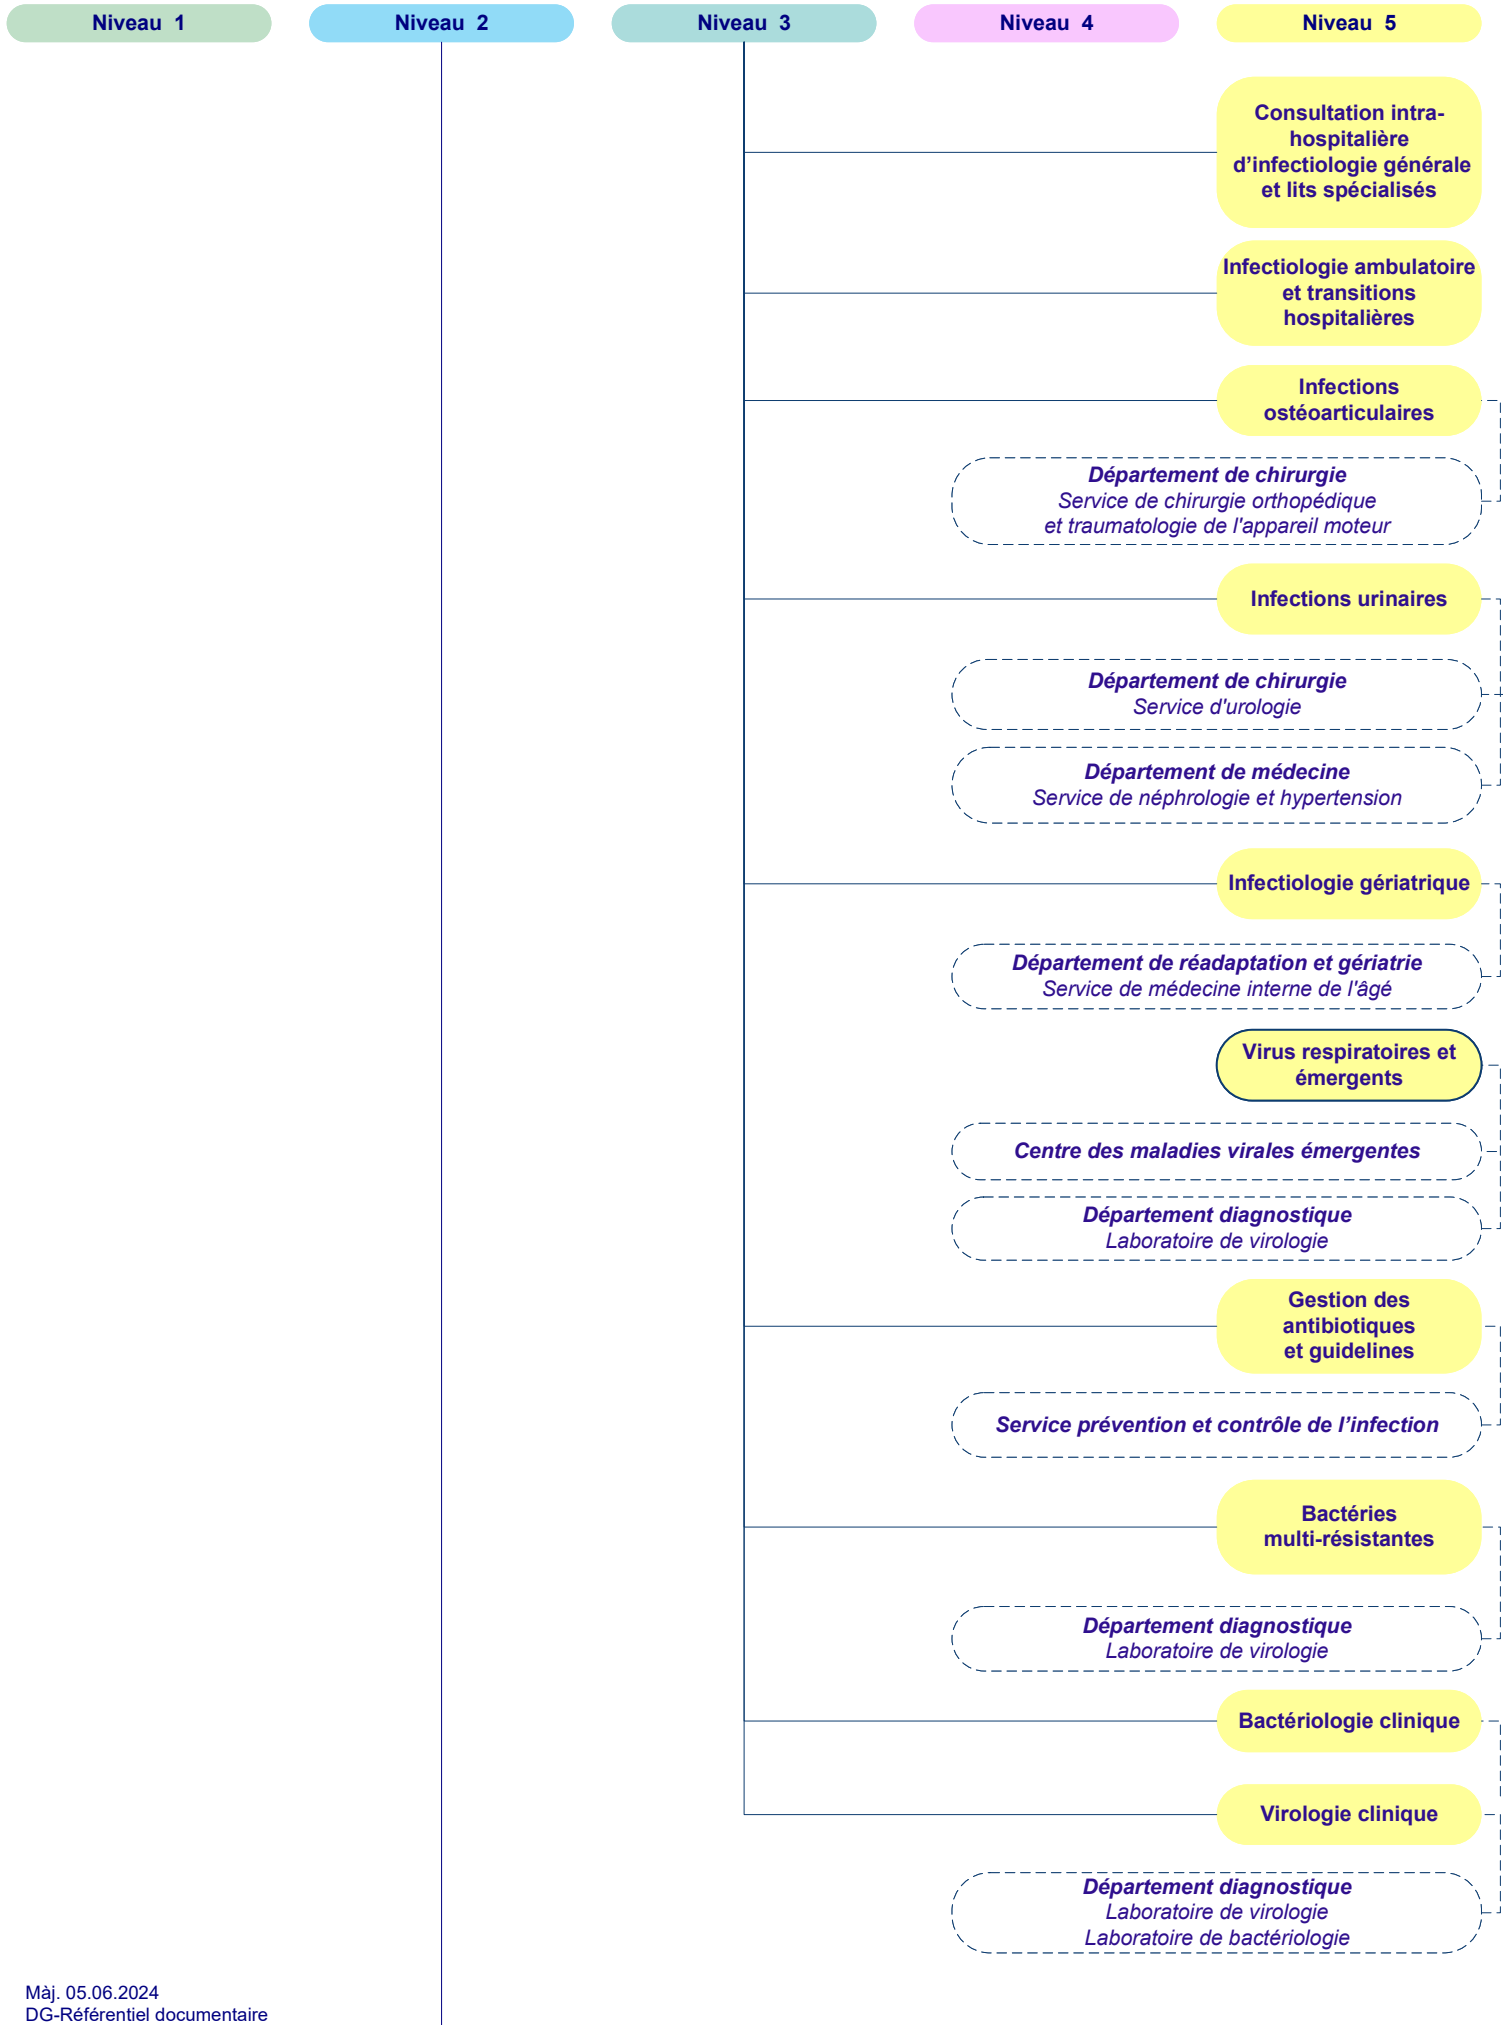 Niveau 1
Niveau 2
Niveau 3
Niveau 4
Niveau 5
Consultation intra-
hospitalière
d’infectiologie générale
et lits spécialisés
Infectiologie ambulatoire
et transitions
hospitalières
Infections
ostéoarticulaires
Département de chirurgie
Service de chirurgie orthopédique
et traumatologie de l'appareil moteur
Infections urinaires
Département de chirurgie
Service d'urologie
Département de médecine
Service de néphrologie et hypertension
Infectiologie gériatrique
Département de réadaptation et gériatrie
Service de médecine interne de l'âgé
Virus respiratoires et
émergents
Centre des maladies virales émergentes
Département diagnostique
Laboratoire de virologie
Gestion des
antibiotiques
et guidelines
Service prévention et contrôle de l’infection
Bactéries
multi-résistantes
Département diagnostique
Laboratoire de virologie
Bactériologie clinique
Virologie clinique
Département diagnostique
Laboratoire de virologie
Laboratoire de bactériologie
Màj. 05.06.2024
DG-Référentiel documentaire